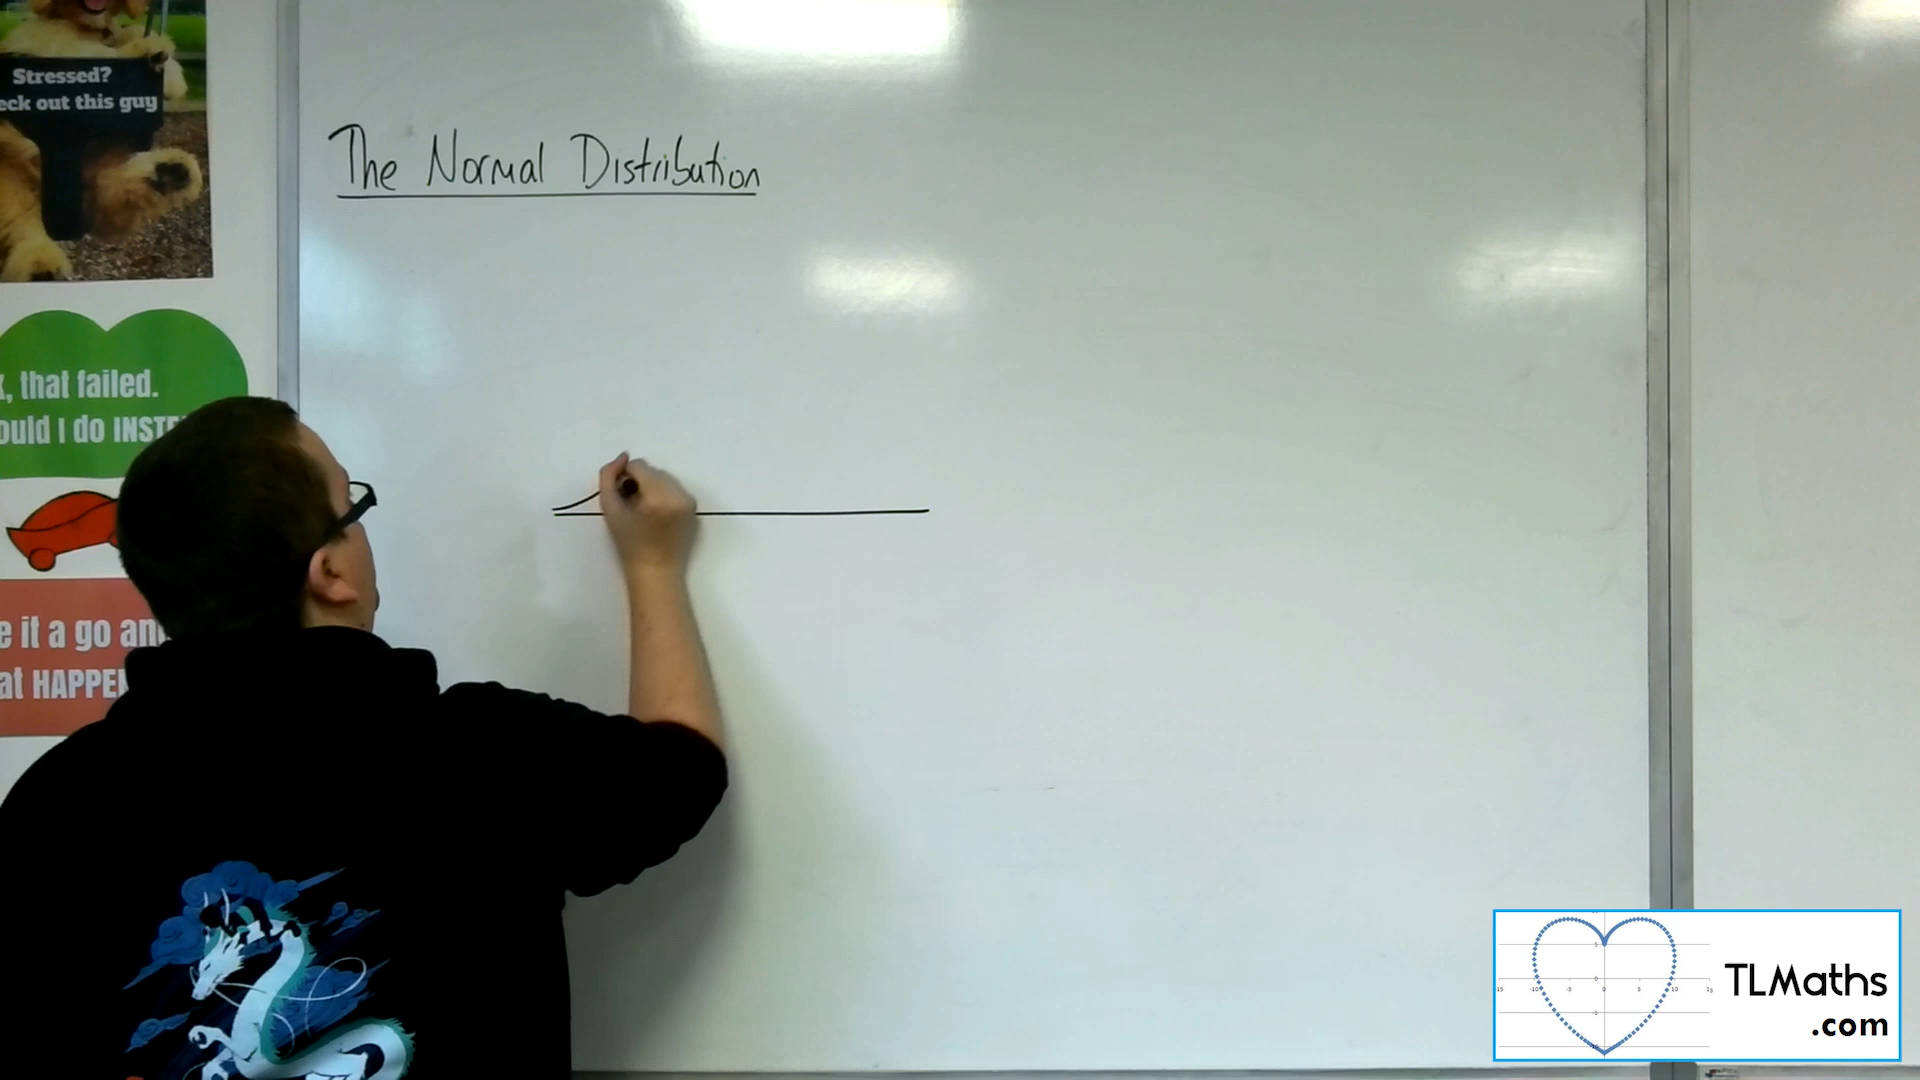 Stressed?
eck out this guy
The Normal Distribution
, that failed.
ould I do INSTE
e it a go an
at HAPPE
TLMaths
.com